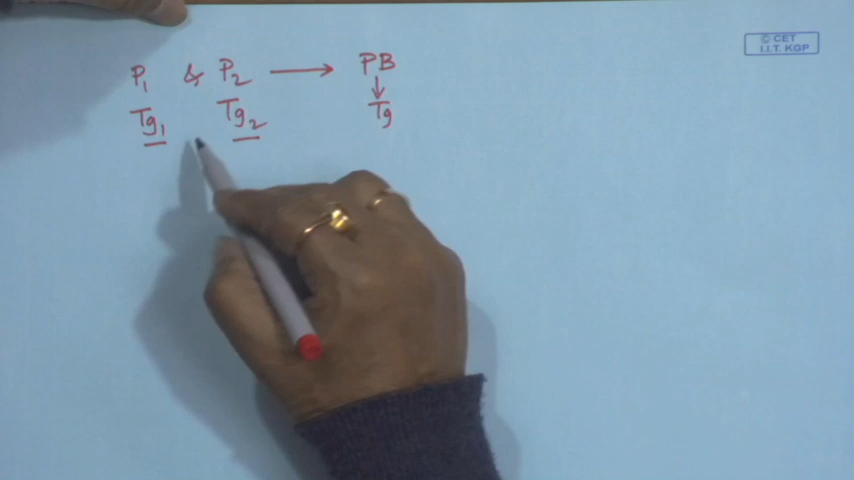 P₁ & P₂ → PB
↓
Tg₁ Tg₂ Tg
© CET
I.I.T. KGP